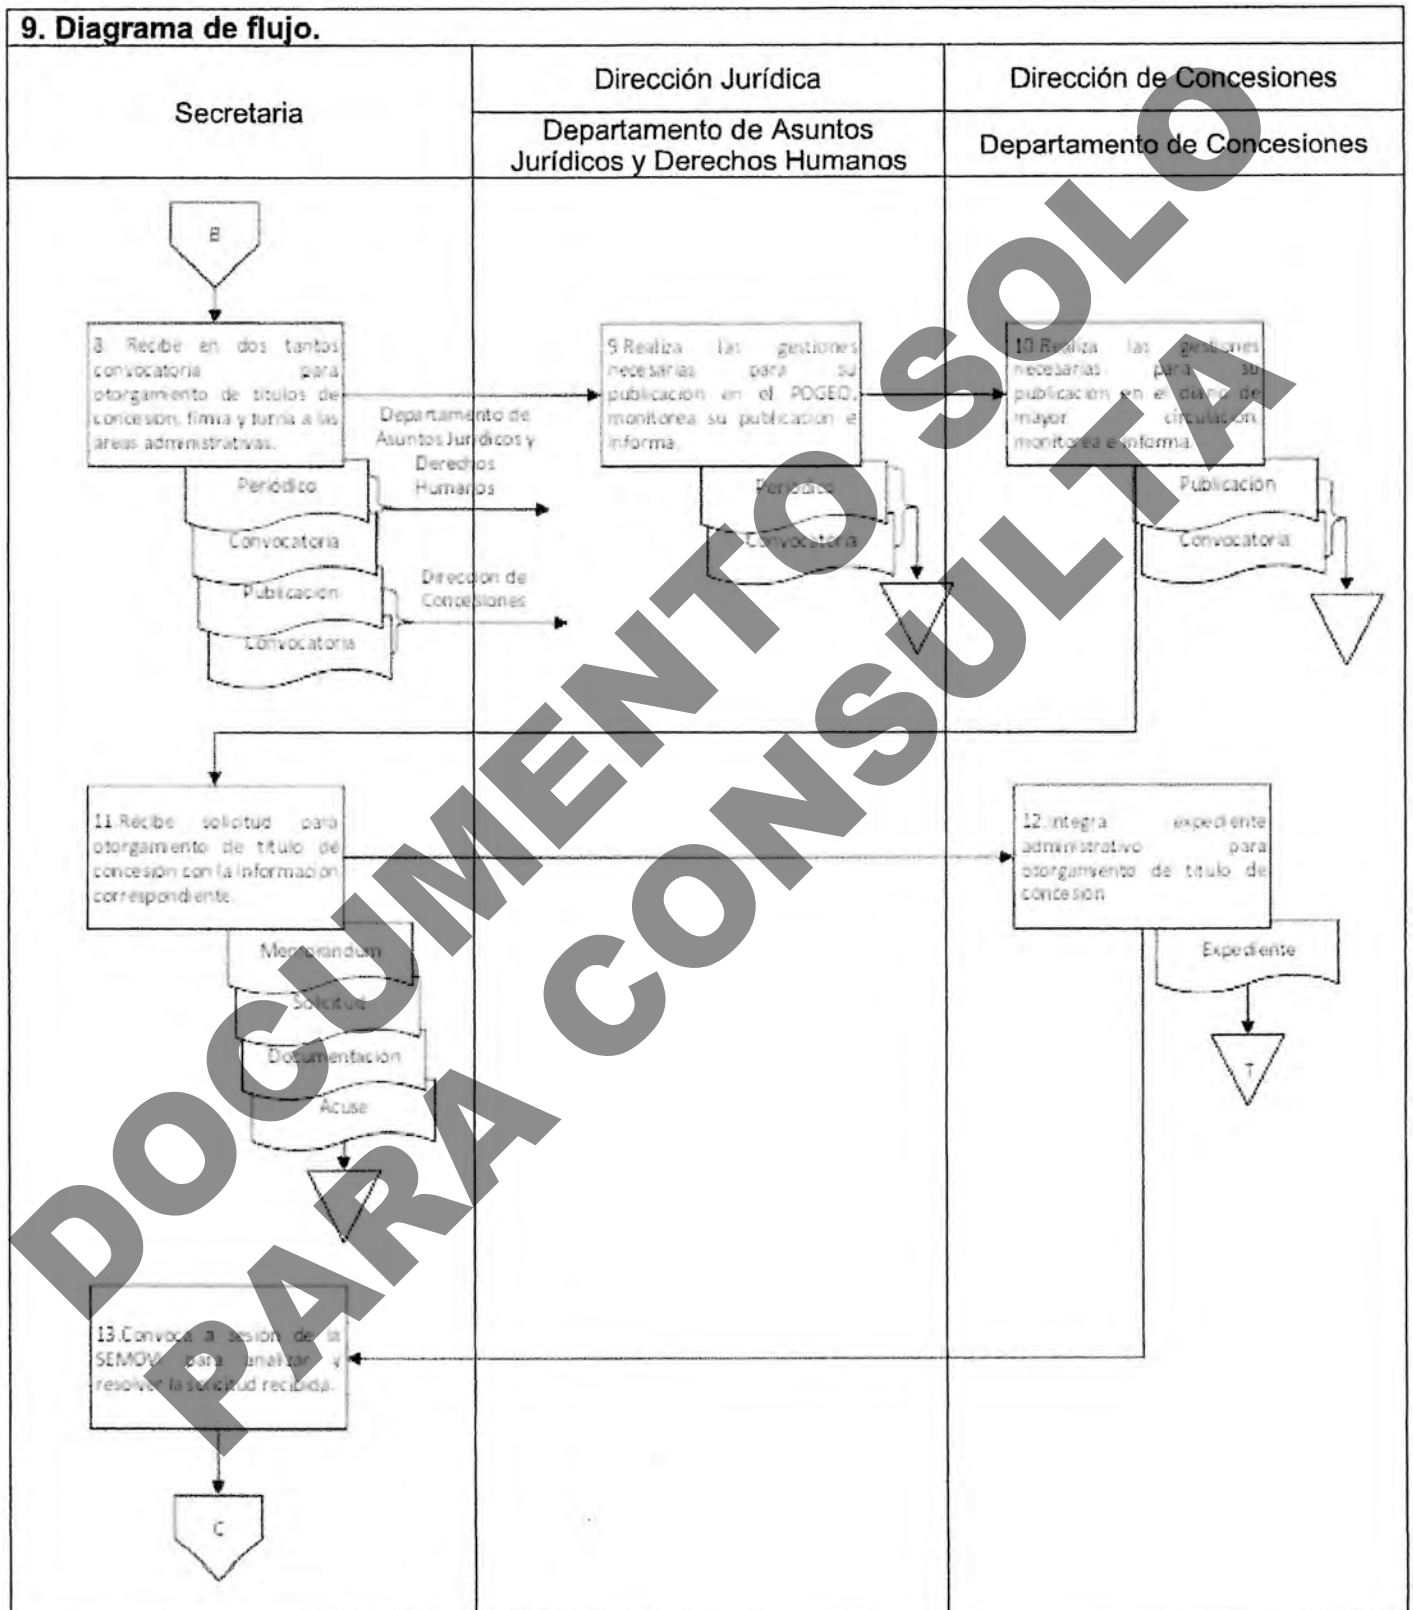 9. Diagrama de flujo.
Secretaria
Dirección Jurídica
Dirección de Concesiones
Departamento de Asuntos
Jurídicos y Derechos Humanos
Departamento de Concesiones
B
8. Recibe en dos tantos
convocatoria para
otorgamiento de títulos de
concesión, firma y turna a las
áreas administrativas.
Periódico
Convocatoria
Publicación
Convocatoria
Departamento de
Asuntos Jurídicos y
Derechos
Humanos
Dirección de
Concesiones
9.Realiza las gestiones
necesarias para su
publicación en el POGEO,
monitorea su publicación e
informa.
Periódico
Convocatoria
10.Realiza las gestiones
necesarias para su
publicación en el diario de
mayor circulación,
monitorea e informa.
Publicación
Convocatoria
11.Recibe solicitud para
otorgamiento de título de
concesión con la información
correspondiente.
Memorándum
Solicitud
Documentación
Acuse
12.Integra expediente
administrativo para
otorgamiento de título de
concesión
Expediente
T
13.Convoca a sesión de la
SEMOVI para analizar y
resolver la solicitud recibida.
C
DOCUMENTO SOLO
PARA CONSULTA